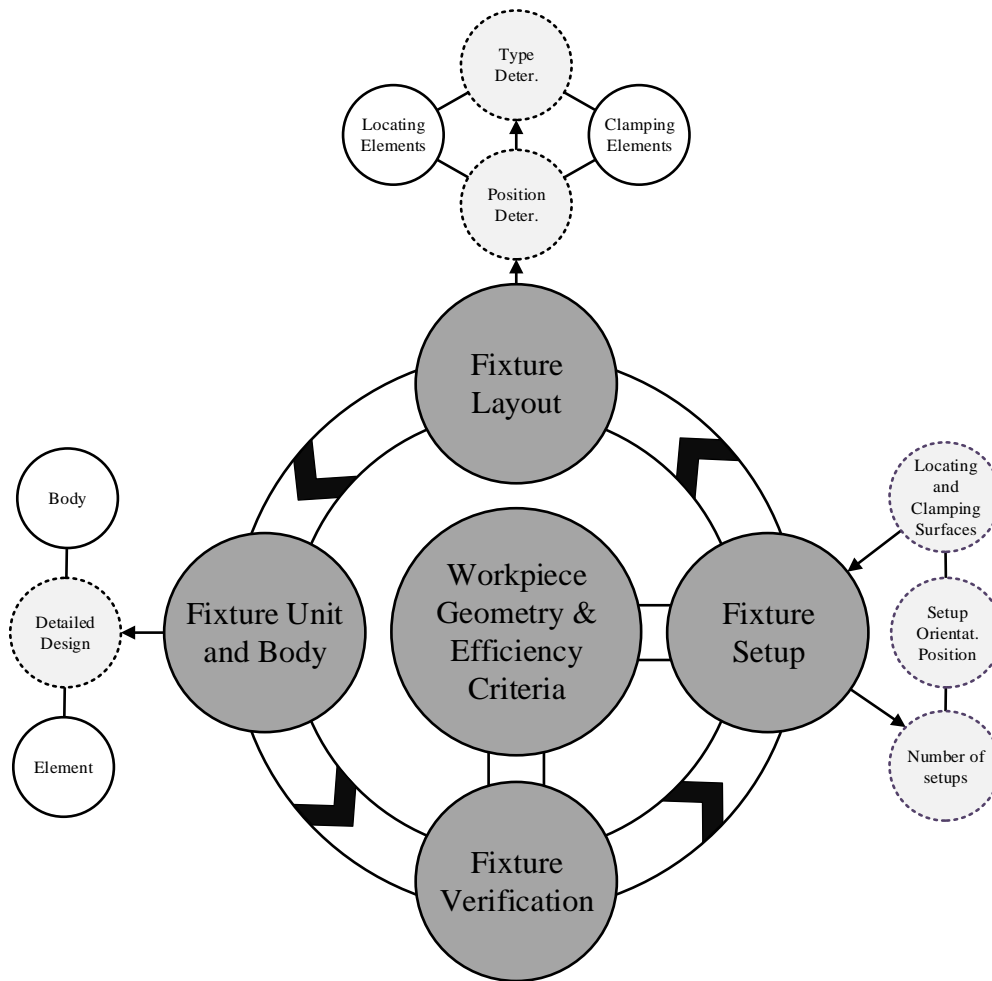 Type
Deter.
Locating
Elements
Clamping
Elements
Position
Deter.
Fixture
Layout
Body
Locating
and
Clamping
Surfaces
Workpiece
Geometry &
Efficiency
Criteria
Fixture Unit
and Body
Fixture
Setup
Detailed
Design
Setup
Orientat.
Position
Element
Number of
setups
Fixture
Verification